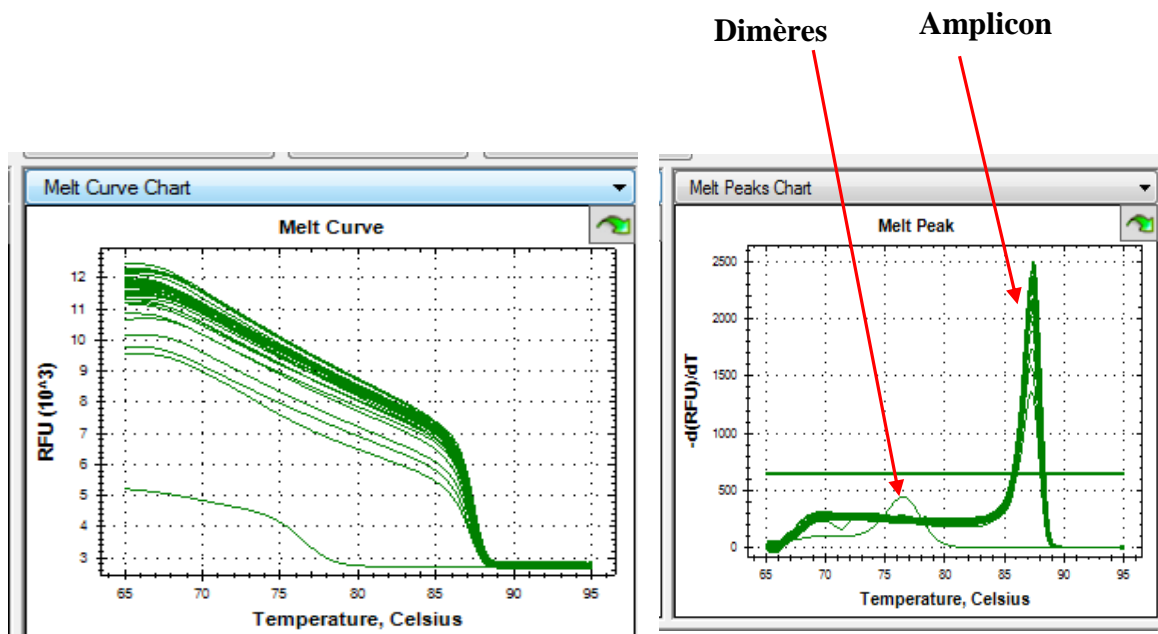 Dimères
Amplicon
Melt Curve Chart
Melt Curve
12
11
10
9
8
7
6
5
4
3
RFU (10^3)
65 70 75 80 85 90 95
Temperature, Celsius
Melt Peaks Chart
Melt Peak
2500
2000
1500
1000
500
0
-d(RFU)/dT
65 70 75 80 85 90 95
Temperature, Celsius